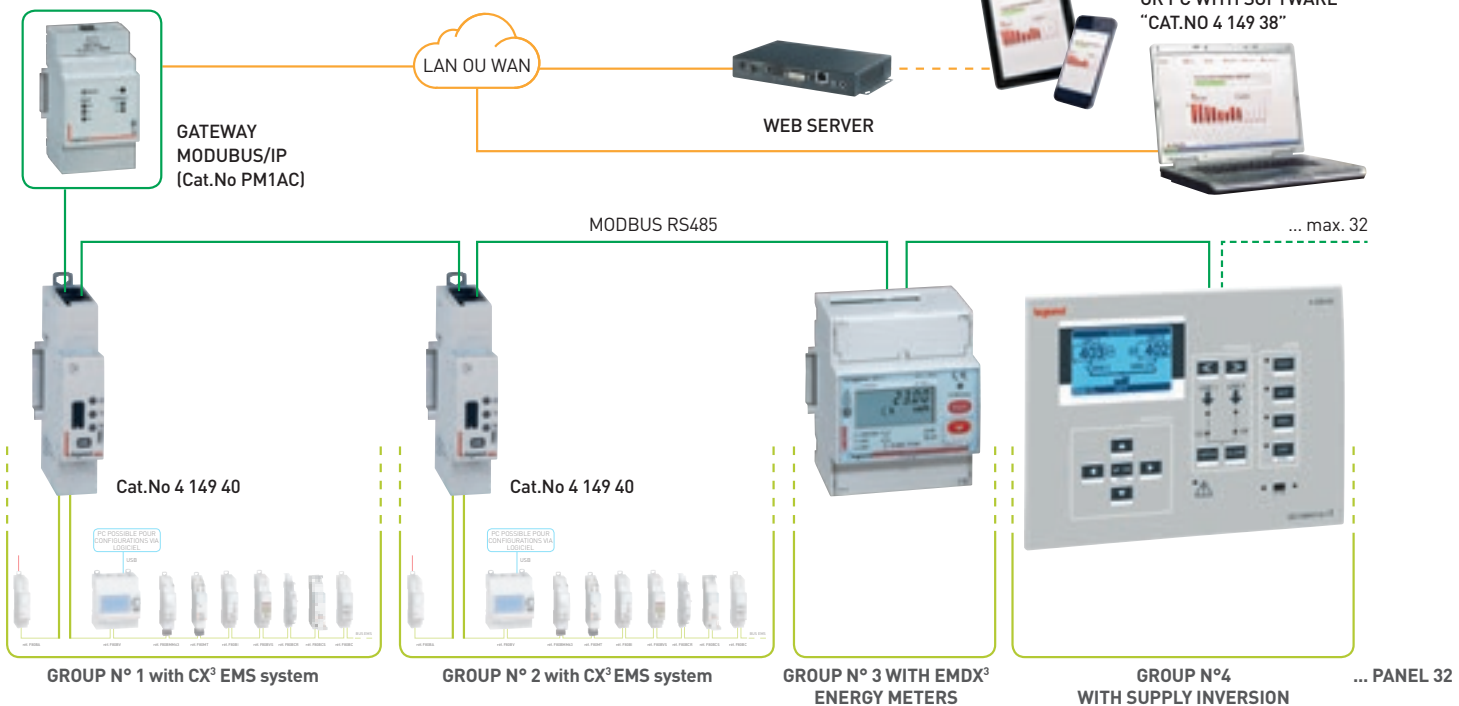 OR PC WITH SOFTWARE
“CAT.NO 4 149 38”
LAN OU WAN
WEB SERVER
GATEWAY
MODUBUS/IP
(Cat.No PM1AC)
MODBUS RS485
... max. 32
legrand
403
402
Cat.No 4 149 40
Cat.No 4 149 40
PC POSSIBLE POUR
CONFIGURATIONS VIA
LOGICIEL
USB
PC POSSIBLE POUR
CONFIGURATIONS VIA
LOGICIEL
USB
GROUP N° 1 with CX³ EMS system
GROUP N° 2 with CX³ EMS system
GROUP N° 3 WITH EMDX³
ENERGY METERS
GROUP N°4
WITH SUPPLY INVERSION
... PANEL 32